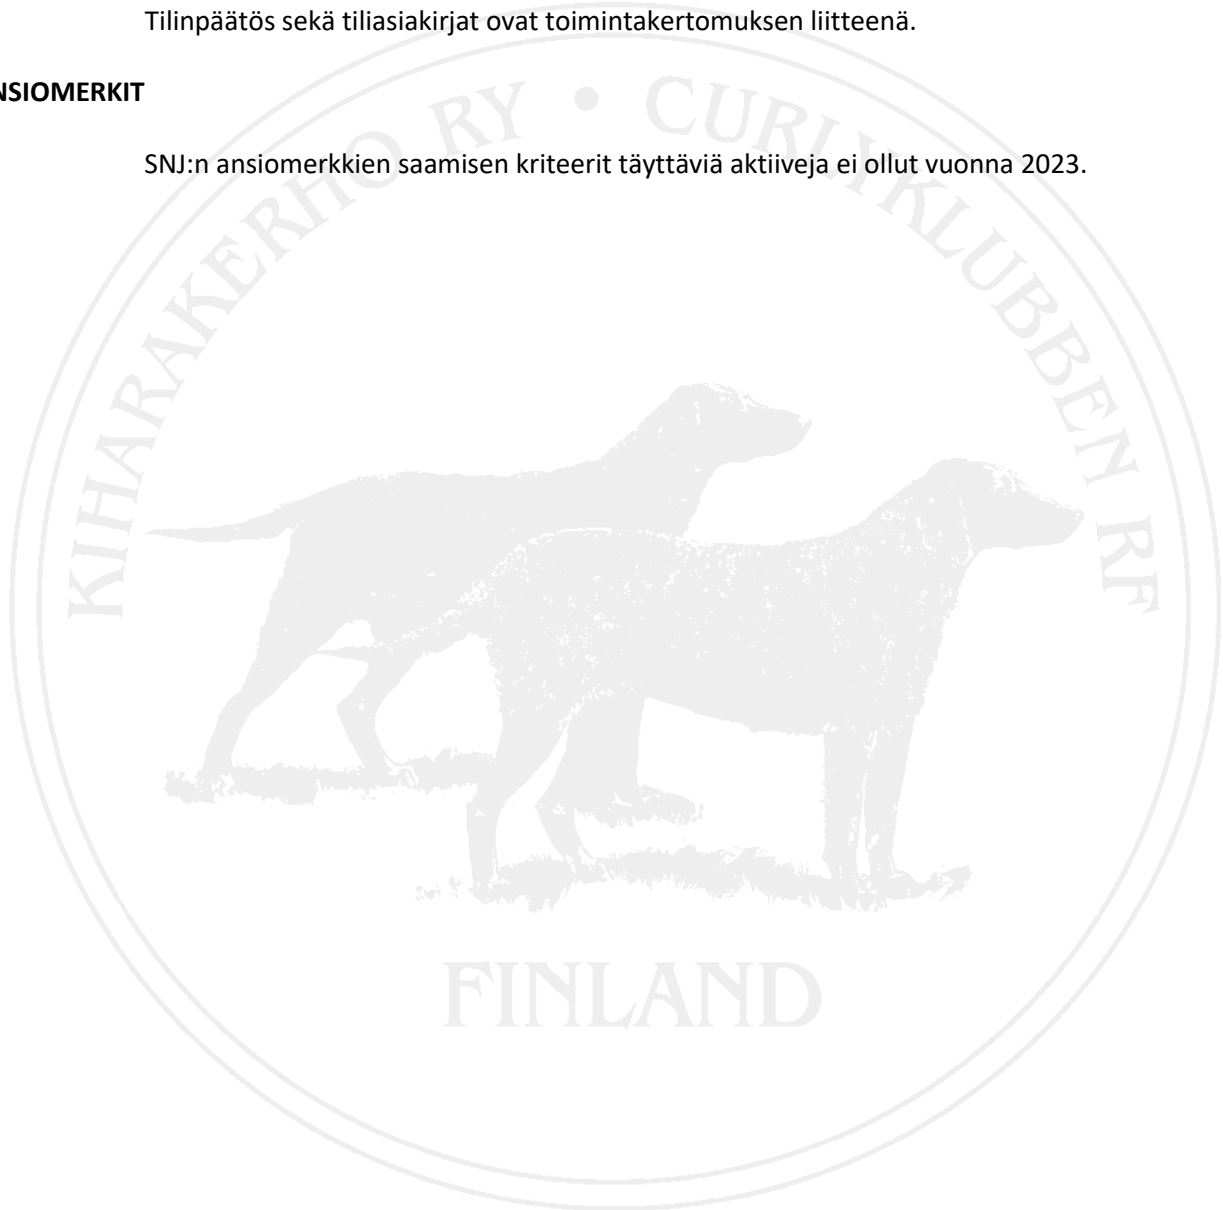 Tilinpäätös sekä tiliasiakirjat ovat toimintakertomuksen liitteenä.
NSIOMERKIT
SNJ:n ansiomerkkien saamisen kriteerit täyttäviä aktiiveja ei ollut vuonna 2023.
KIHARAKERHO RY • CURLYKLUBBEN RF
FINLAND